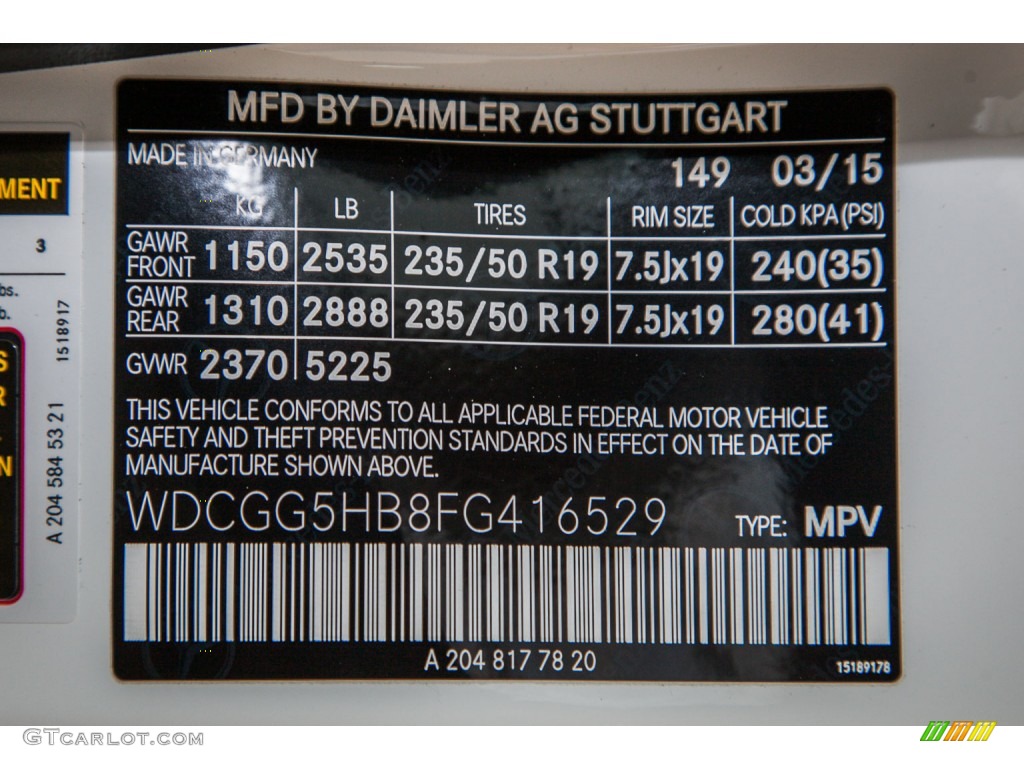 MFD BY DAIMLER AG STUTTGART
MADE IN GERMANY
149 03/15
KG LB TIRES RIM SIZE COLD KPA(PSI)
GAWR FRONT 1150 2535 235/50 R19 7.5Jx19 240(35)
GAWR REAR 1310 2888 235/50 R19 7.5Jx19 280(41)
GVWR 2370 5225
THIS VEHICLE CONFORMS TO ALL APPLICABLE FEDERAL MOTOR VEHICLE
SAFETY AND THEFT PREVENTION STANDARDS IN EFFECT ON THE DATE OF
MANUFACTURE SHOWN ABOVE.
WDCGG5HB8FG416529 TYPE: MPV
A 204 817 78 20
15189178
MENT
3
bs.
b.
1518917
A 204 584 53 21
S
R
N
GTCARLOT.COM